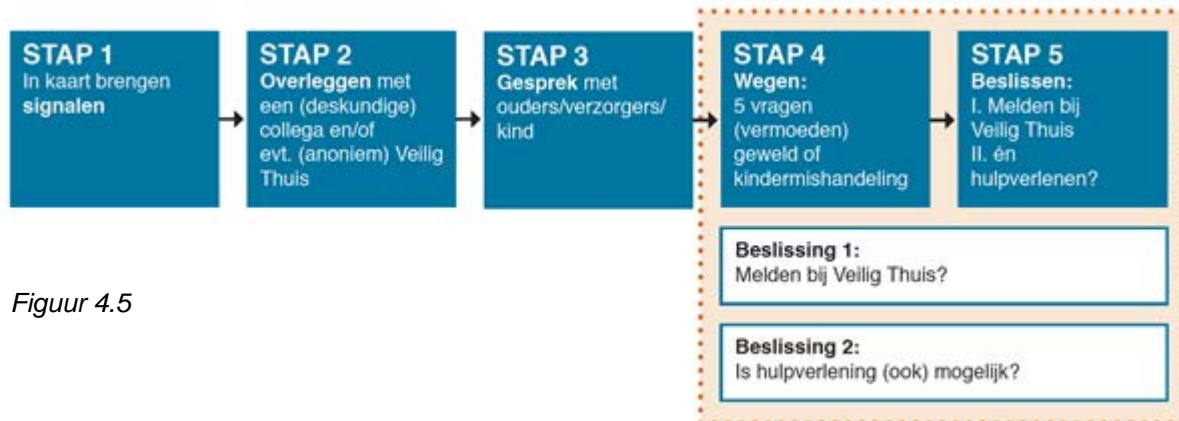 STAP 1
In kaart brengen
signalen
STAP 2
Overleggen met
een (deskundige)
collega en/of
evt. (anoniem) Veilig
Thuis
STAP 3
Gesprek met
ouders/verzorgers/
kind
STAP 4
Wegen:
5 vragen
(vermoeden)
geweld of
kindermishandeling
STAP 5
Beslissen:
I. Melden bij
Veilig Thuis
II. én
hulpverlenen?
Beslissing 1:
Melden bij Veilig Thuis?
Beslissing 2:
Is hulpverlening (ook) mogelijk?
Figuur 4.5